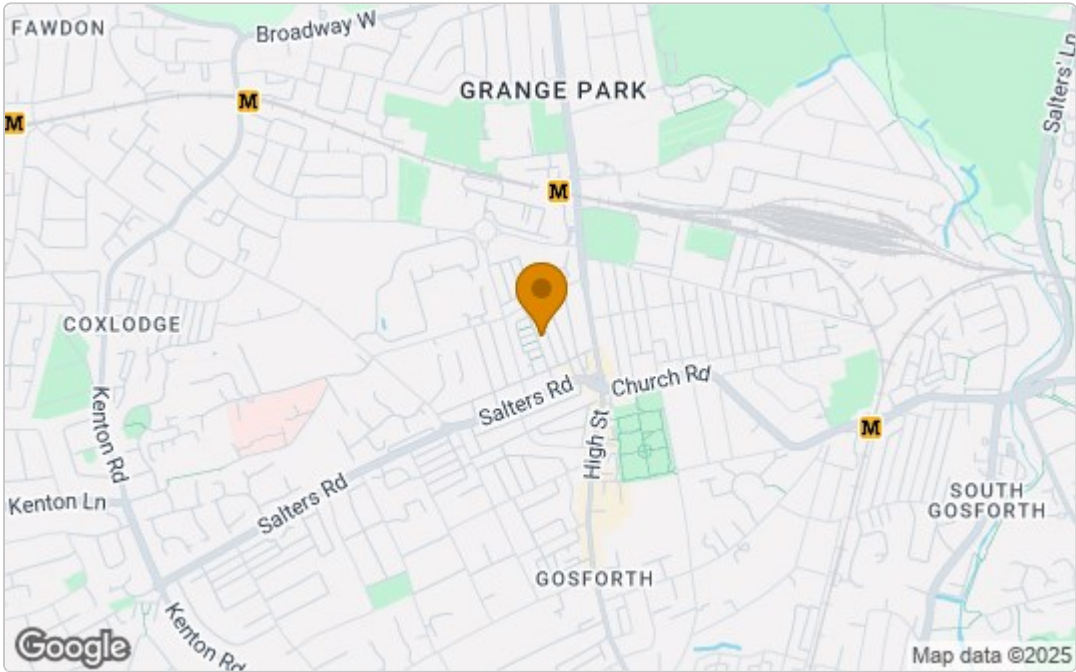 FAWDON
Broadway W
GRANGE PARK
Salters' Ln
M
M
M
COXLODGE
Church Rd
Salters Rd
Kenton Rd
High St
M
Kenton Ln
Salters Rd
SOUTH
GOSFORTH
GOSFORTH
Kenton Rd
Google
Map data ©2025